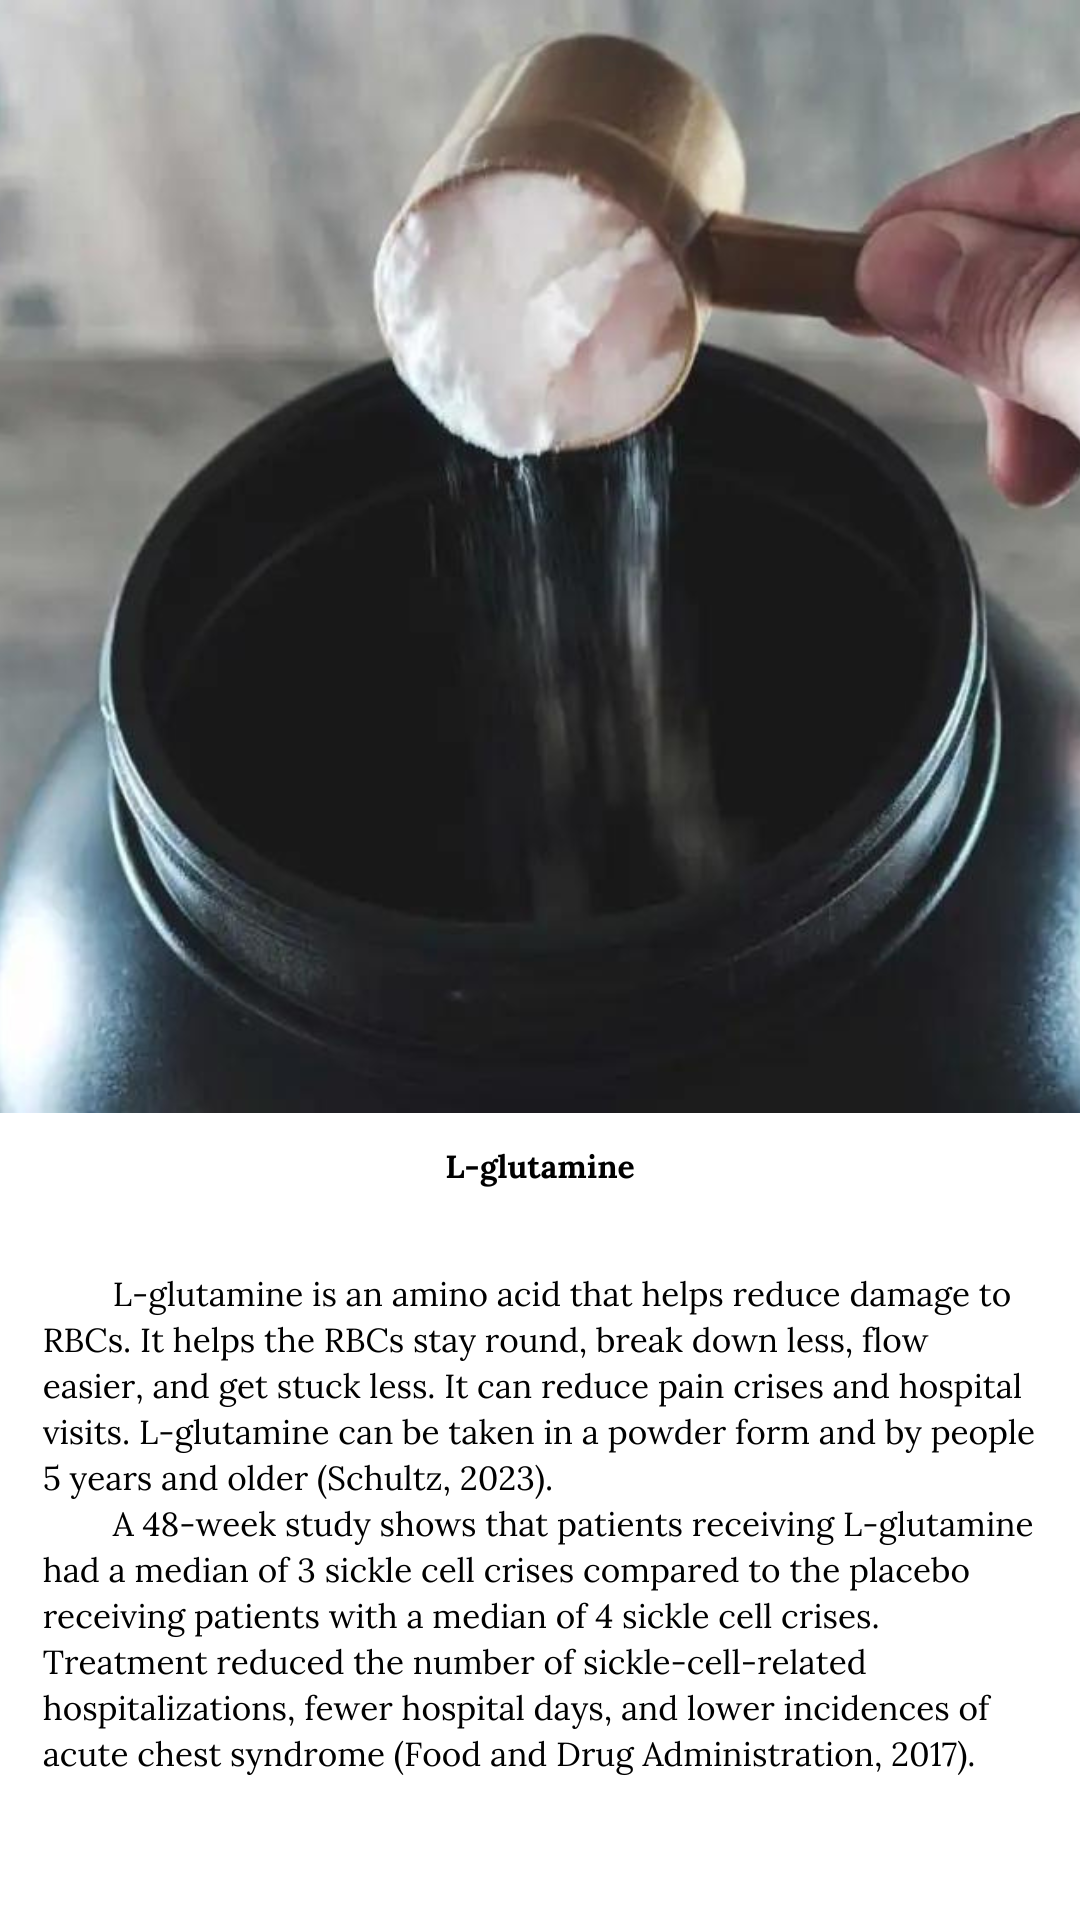 L-glutamine
L-glutamine is an amino acid that helps reduce damage to
RBCs. It helps the RBCs stay round, break down less, flow
easier, and get stuck less. It can reduce pain crises and hospital
visits. L-glutamine can be taken in a powder form and by people
5 years and older (Schultz, 2023).
A 48-week study shows that patients receiving L-glutamine
had a median of 3 sickle cell crises compared to the placebo
receiving patients with a median of 4 sickle cell crises.
Treatment reduced the number of sickle-cell-related
hospitalizations, fewer hospital days, and lower incidences of
acute chest syndrome (Food and Drug Administration, 2017).